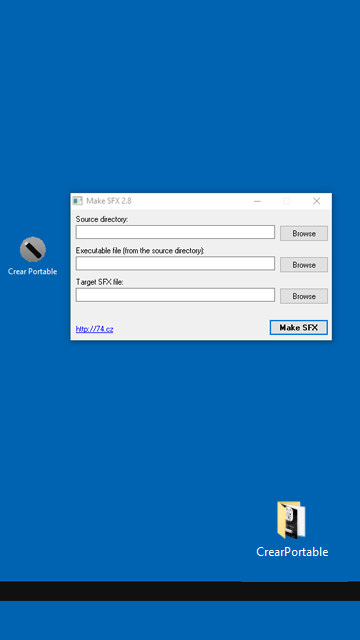 Make SFX 2.8
Source directory:
Browse
Crear Portable
Executable file (from the source directory):
Browse
Target SFX file:
Browse
http://74.cz
Make SFX
CrearPortable